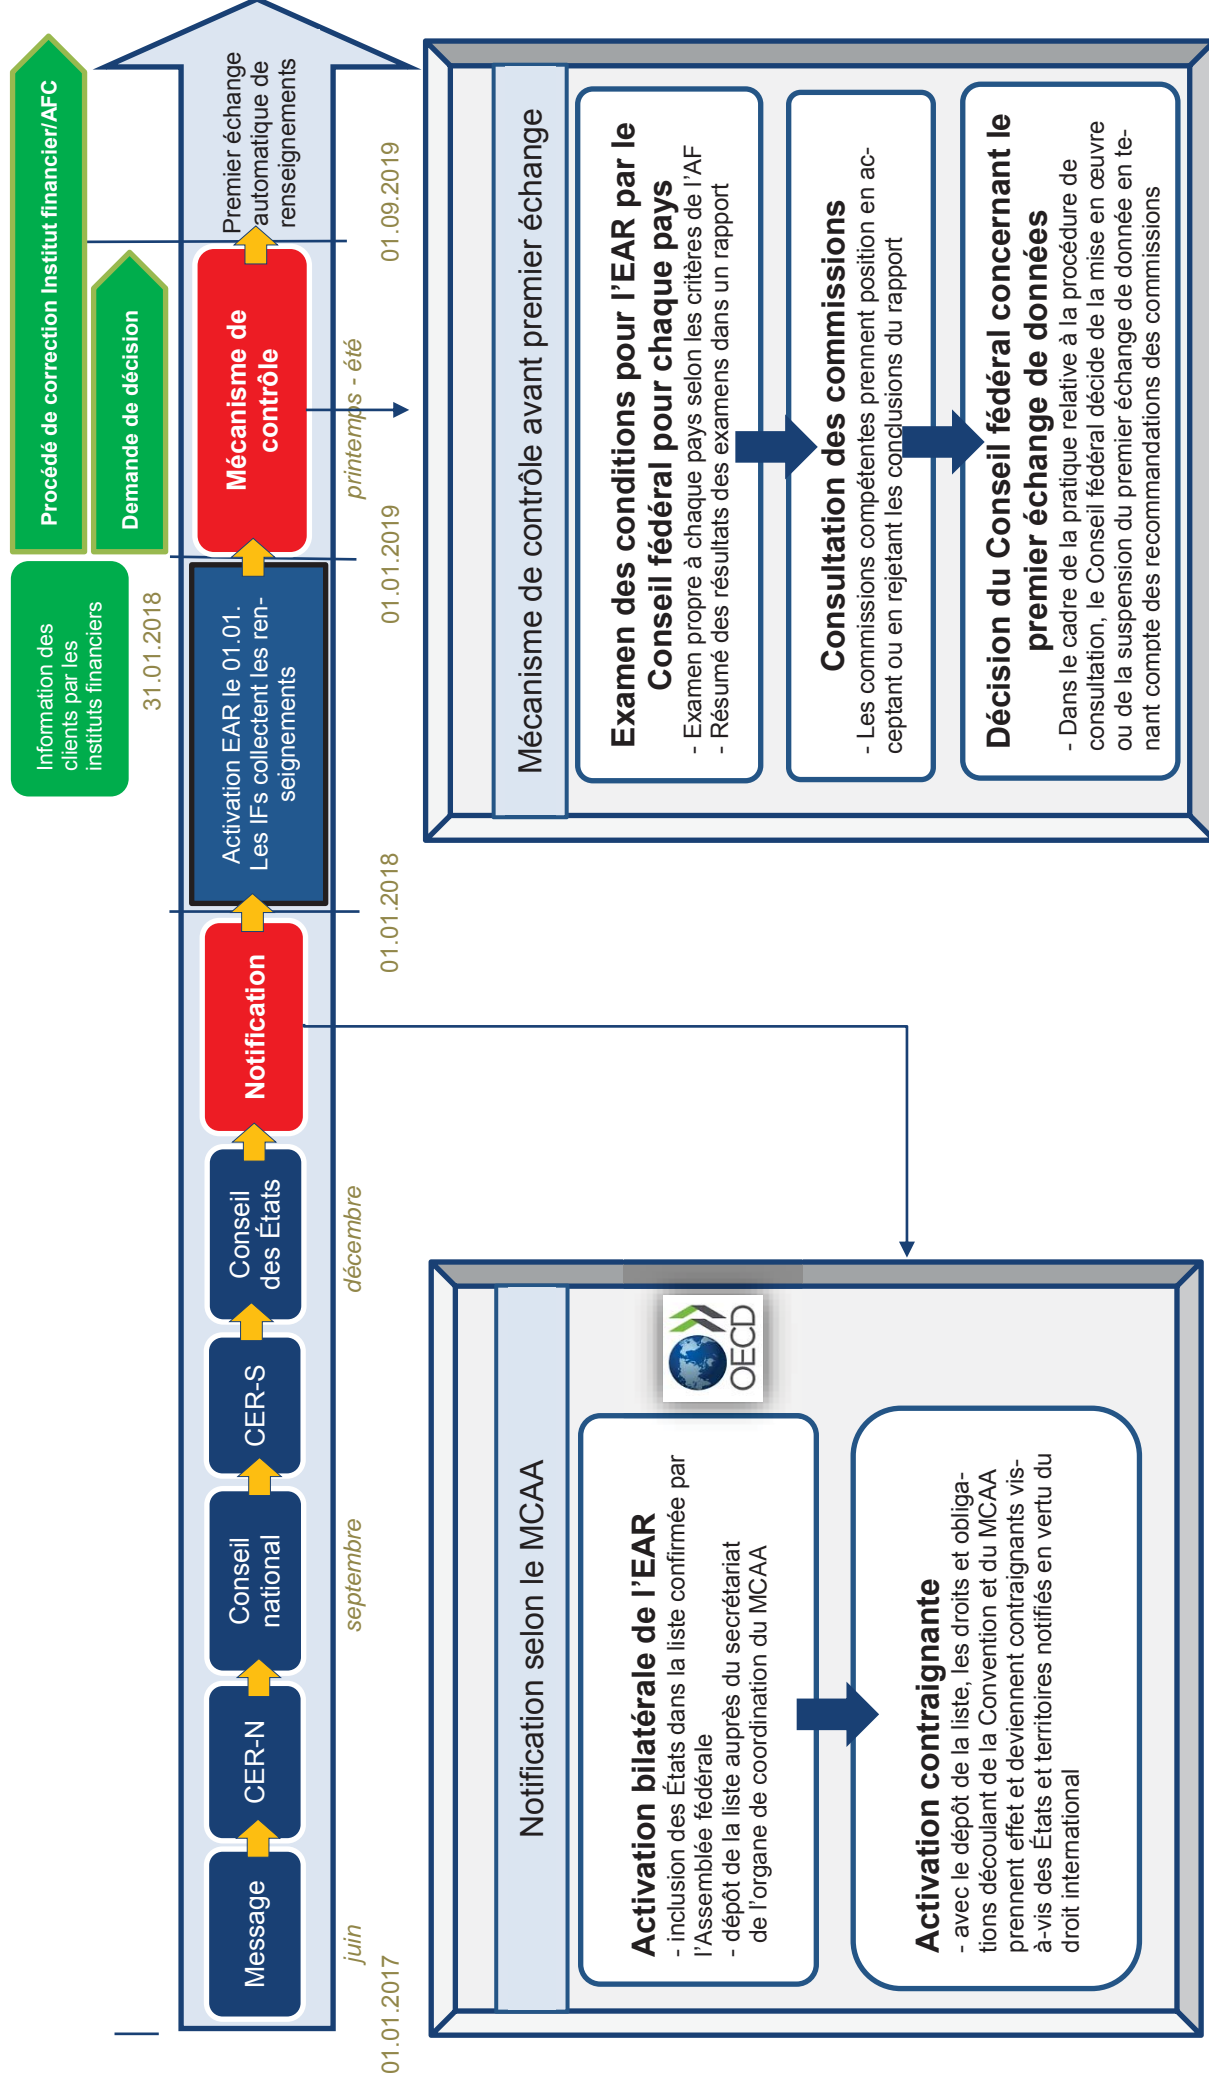 Information des
clients par les
instituts financiers
31.01.2018
Procédé de correction Institut financier/AFC
Demande de décision
Message
CER-N
Conseil
national
CER-S
Conseil
des États
Notification
Activation EAR le 01.01.
Les IFs collectent les ren-
seignements
Mécanisme de
contrôle
Premier échange
automatique de
renseignements
juin
septembre
décembre
printemps - été
01.01.2017
01.01.2018
01.01.2019
01.09.2019
Notification selon le MCAA
Activation bilatérale de l'EAR
- inclusion des États dans la liste confirmée par
l'Assemblée fédérale
- dépôt de la liste auprès du secrétariat
de l'organe de coordination du MCAA
OECD
Activation contraignante
- avec le dépôt de la liste, les droits et obliga-
tions découlant de la Convention et du MCAA
prennent effet et deviennent contraignants vis-
à-vis des États et territoires notifiés en vertu du
droit international
Mécanisme de contrôle avant premier échange
Examen des conditions pour l'EAR par le
Conseil fédéral pour chaque pays
- Examen propre à chaque pays selon les critères de l'AF
- Résumé des résultats des examens dans un rapport
Consultation des commissions
- Les commissions compétentes prennent position en ac-
ceptant ou en rejetant les conclusions du rapport
Décision du Conseil fédéral concernant le
premier échange de données
- Dans le cadre de la pratique relative à la procédure de
consultation, le Conseil fédéral décide de la mise en œuvre
ou de la suspension du premier échange de donnée en te-
nant compte des recommandations des commissions